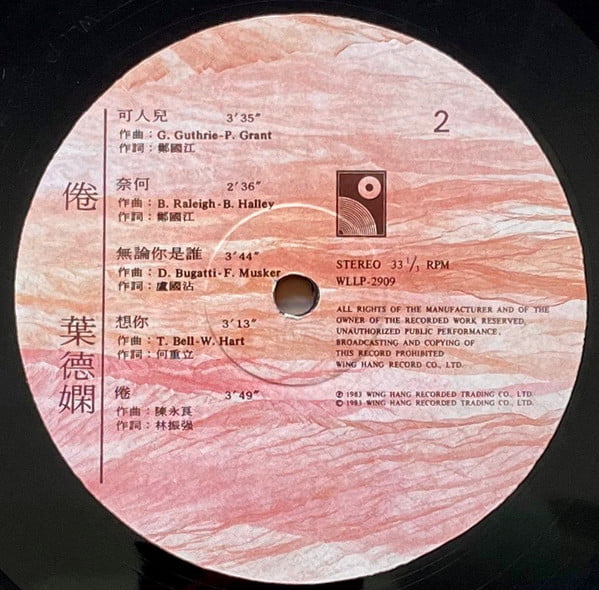 可人兒 3'35"
作曲：G. Guthrie-P. Grant
作詞：鄭國江
奈何 2'36"
作曲：B. Raleigh-B. Halley
作詞：鄭國江
無論你是誰 3'44"
作曲：D. Bugatti-F. Musker
作詞：盧國沾
想你 3'13"
作曲：T. Bell-W. Hart
作詞：何重立
倦 3'49"
作曲：陳永良
作詞：林振强
倦
葉德嫻
2
STEREO 33 1/3 RPM
WLLP-2909
ALL RIGHTS OF THE MANUFACTURER AND OF THE
OWNER OF THE RECORDED WORK RESERVED,
UNAUTHORIZED PUBLIC PERFORMANCE,
BROADCASTING AND COPYING OF
THIS RECORD PROHIBITED
WING HANG RECORD CO., LTD.
℗ 1983 WING HANG RECORDED TRADING CO., LTD.
© 1983 WING HANG RECORDED TRADING CO., LTD.